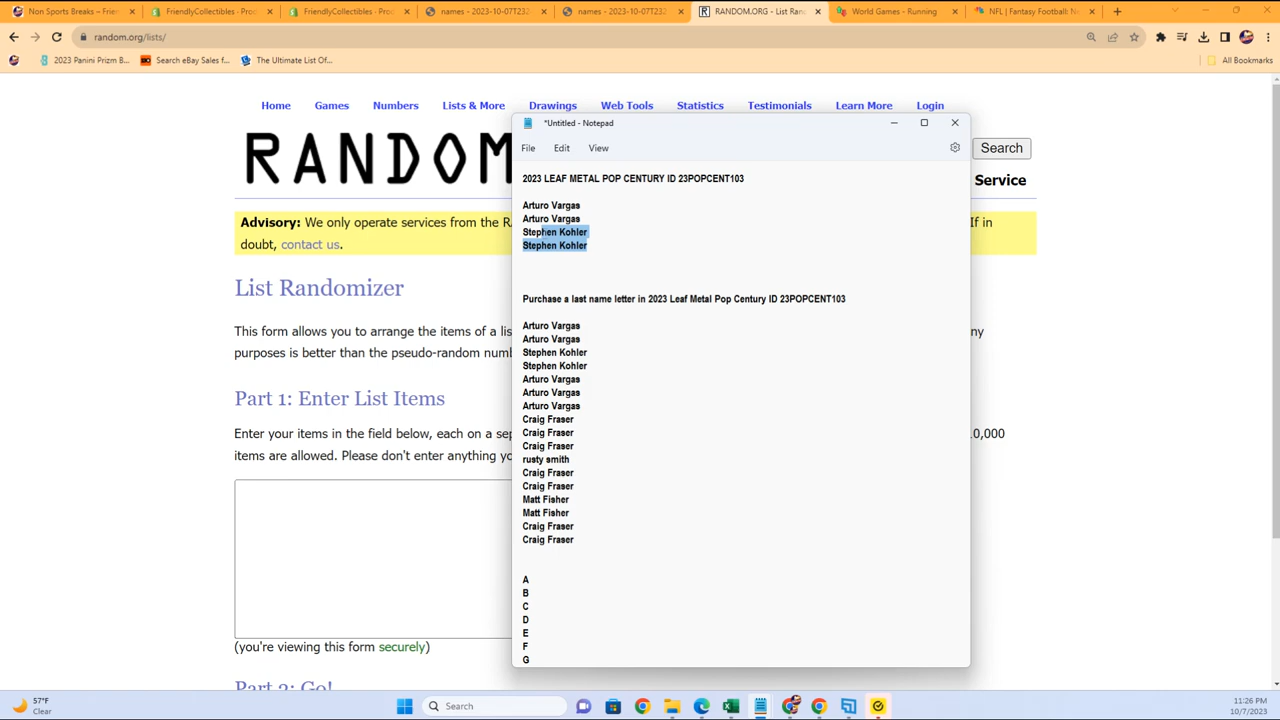 Non Sports Breaks – Frien
FriendlyCollectibles - Proc
FriendlyCollectibles - Proc
names - 2023-10-07T232
names - 2023-10-07T232
RANDOM.ORG - List Ran
World Games - Running
NFL | Fantasy Football: N
random.org/lists/
2023 Panini Prizm B...
Search eBay Sales f...
The Ultimate List Of...
All Bookmarks
Home Games Numbers Lists & More Drawings Web Tools Statistics Testimonials Learn More Login
RANDOM
Search
Service
Advisory: We only operate services from the R
If in
doubt, contact us.
List Randomizer
This form allows you to arrange the items of a lis
ny
purposes is better than the pseudo-random numb
Part 1: Enter List Items
Enter your items in the field below, each on a sep
0,000
items are allowed. Please don't enter anything yo
(you're viewing this form securely)
Part 2: Go!
*Untitled - Notepad
File Edit View
2023 LEAF METAL POP CENTURY ID 23POPCENT103
Arturo Vargas
Arturo Vargas
Stephen Kohler
Stephen Kohler
Purchase a last name letter in 2023 Leaf Metal Pop Century ID 23POPCENT103
Arturo Vargas
Arturo Vargas
Stephen Kohler
Stephen Kohler
Arturo Vargas
Arturo Vargas
Arturo Vargas
Craig Fraser
Craig Fraser
Craig Fraser
rusty smith
Craig Fraser
Craig Fraser
Matt Fisher
Matt Fisher
Craig Fraser
Craig Fraser
A
B
C
D
E
F
G
57°F
Clear
Search
11:26 PM
10/7/2023